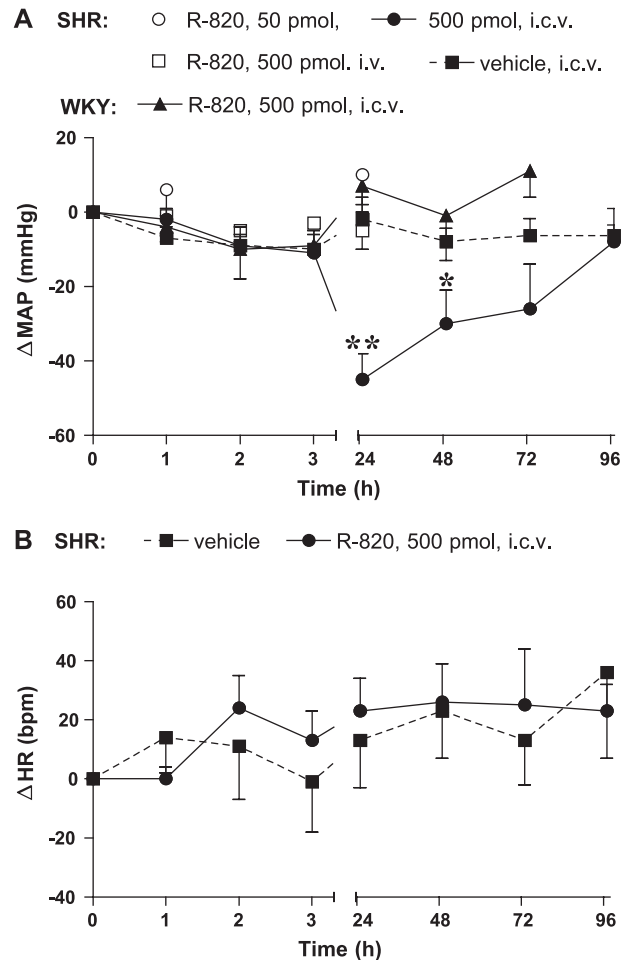 A SHR: R-820, 50 pmol, 500 pmol, i.c.v.
R-820, 500 pmol. i.v. vehicle, i.c.v.
WKY: R-820, 500 pmol, i.c.v.
20
0
-20
-40
-60
ΔMAP (mmHg)
**
*
0 1 2 3 24 48 72 96
Time (h)
B SHR: vehicle R-820, 500 pmol, i.c.v.
60
40
20
0
-20
-40
ΔHR (bpm)
0 1 2 3 24 48 72 96
Time (h)